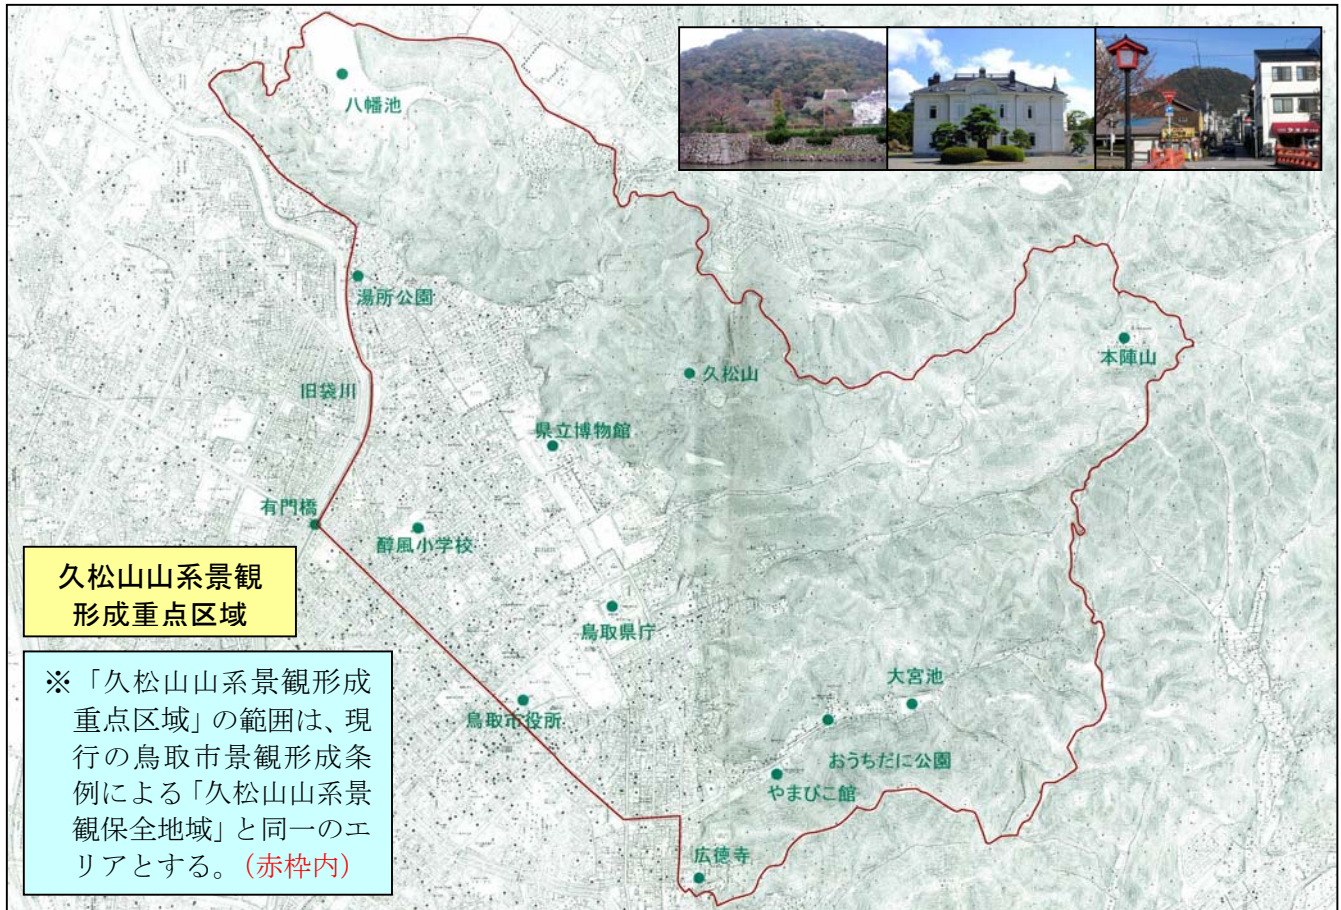 八幡池
湯所公園
旧袋川
久松山
本陣山
県立博物館
有門橋
醇風小学校
鳥取県庁
鳥取市役所
大宮池
おうちだに公園
やまびこ館
広徳寺
久松山山系景観
形成重点区域
※「久松山山系景観形成
重点区域」の範囲は、現
行の鳥取市景観形成条
例による「久松山山系景
観保全地域」と同一のエ
リアとする。(赤枠内)